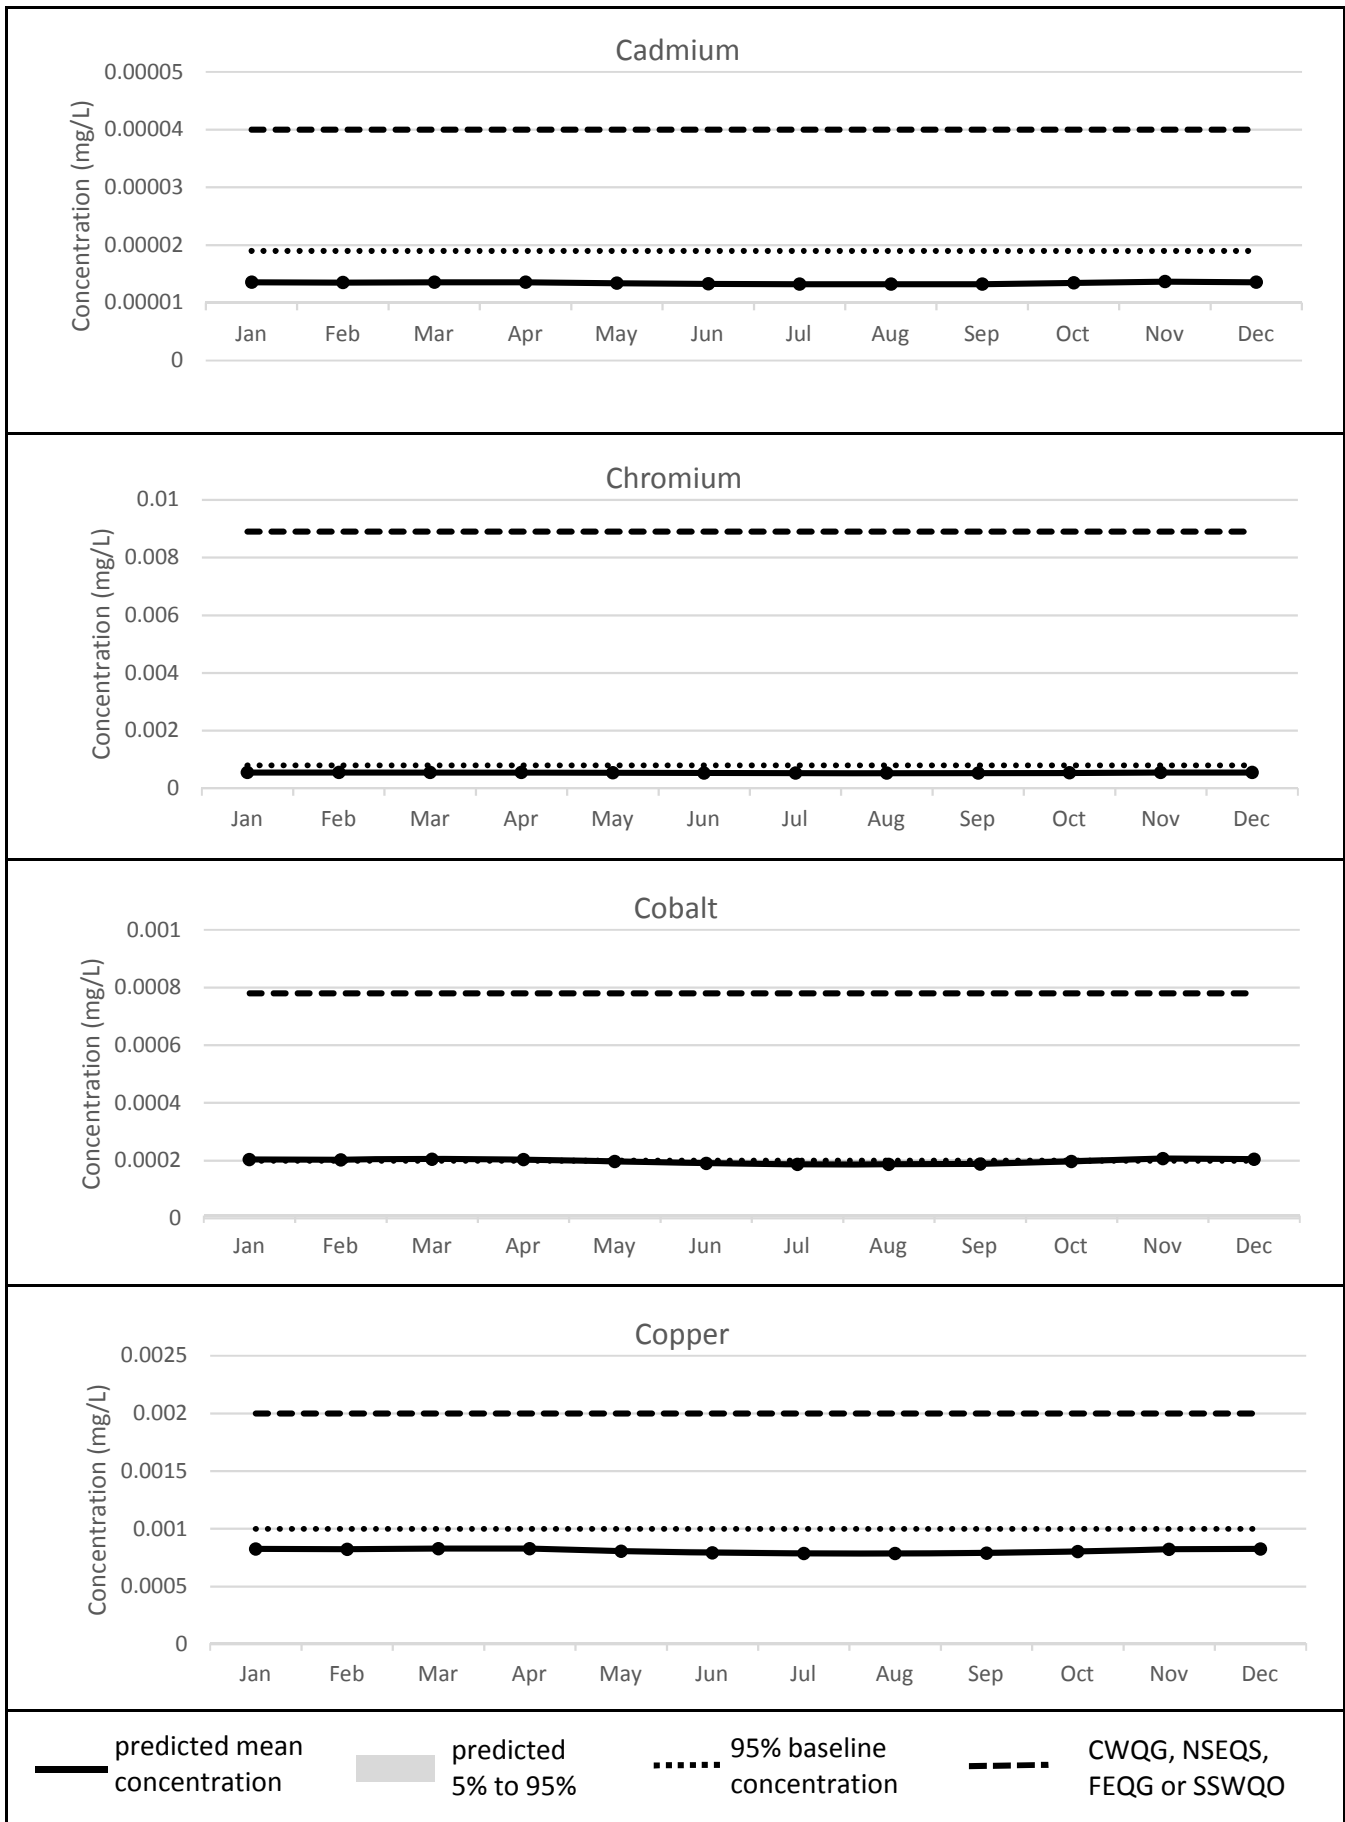 Cadmium
Concentration (mg/L)
0.00005
0.00004
0.00003
0.00002
0.00001
0
Jan Feb Mar Apr May Jun Jul Aug Sep Oct Nov Dec
Chromium
Concentration (mg/L)
0.01
0.008
0.006
0.004
0.002
0
Jan Feb Mar Apr May Jun Jul Aug Sep Oct Nov Dec
Cobalt
Concentration (mg/L)
0.001
0.0008
0.0006
0.0004
0.0002
0
Jan Feb Mar Apr May Jun Jul Aug Sep Oct Nov Dec
Copper
Concentration (mg/L)
0.0025
0.002
0.0015
0.001
0.0005
0
Jan Feb Mar Apr May Jun Jul Aug Sep Oct Nov Dec
predicted mean
concentration
predicted
5% to 95%
95% baseline
concentration
CWQG, NSEQS,
FEQG or SSWQO